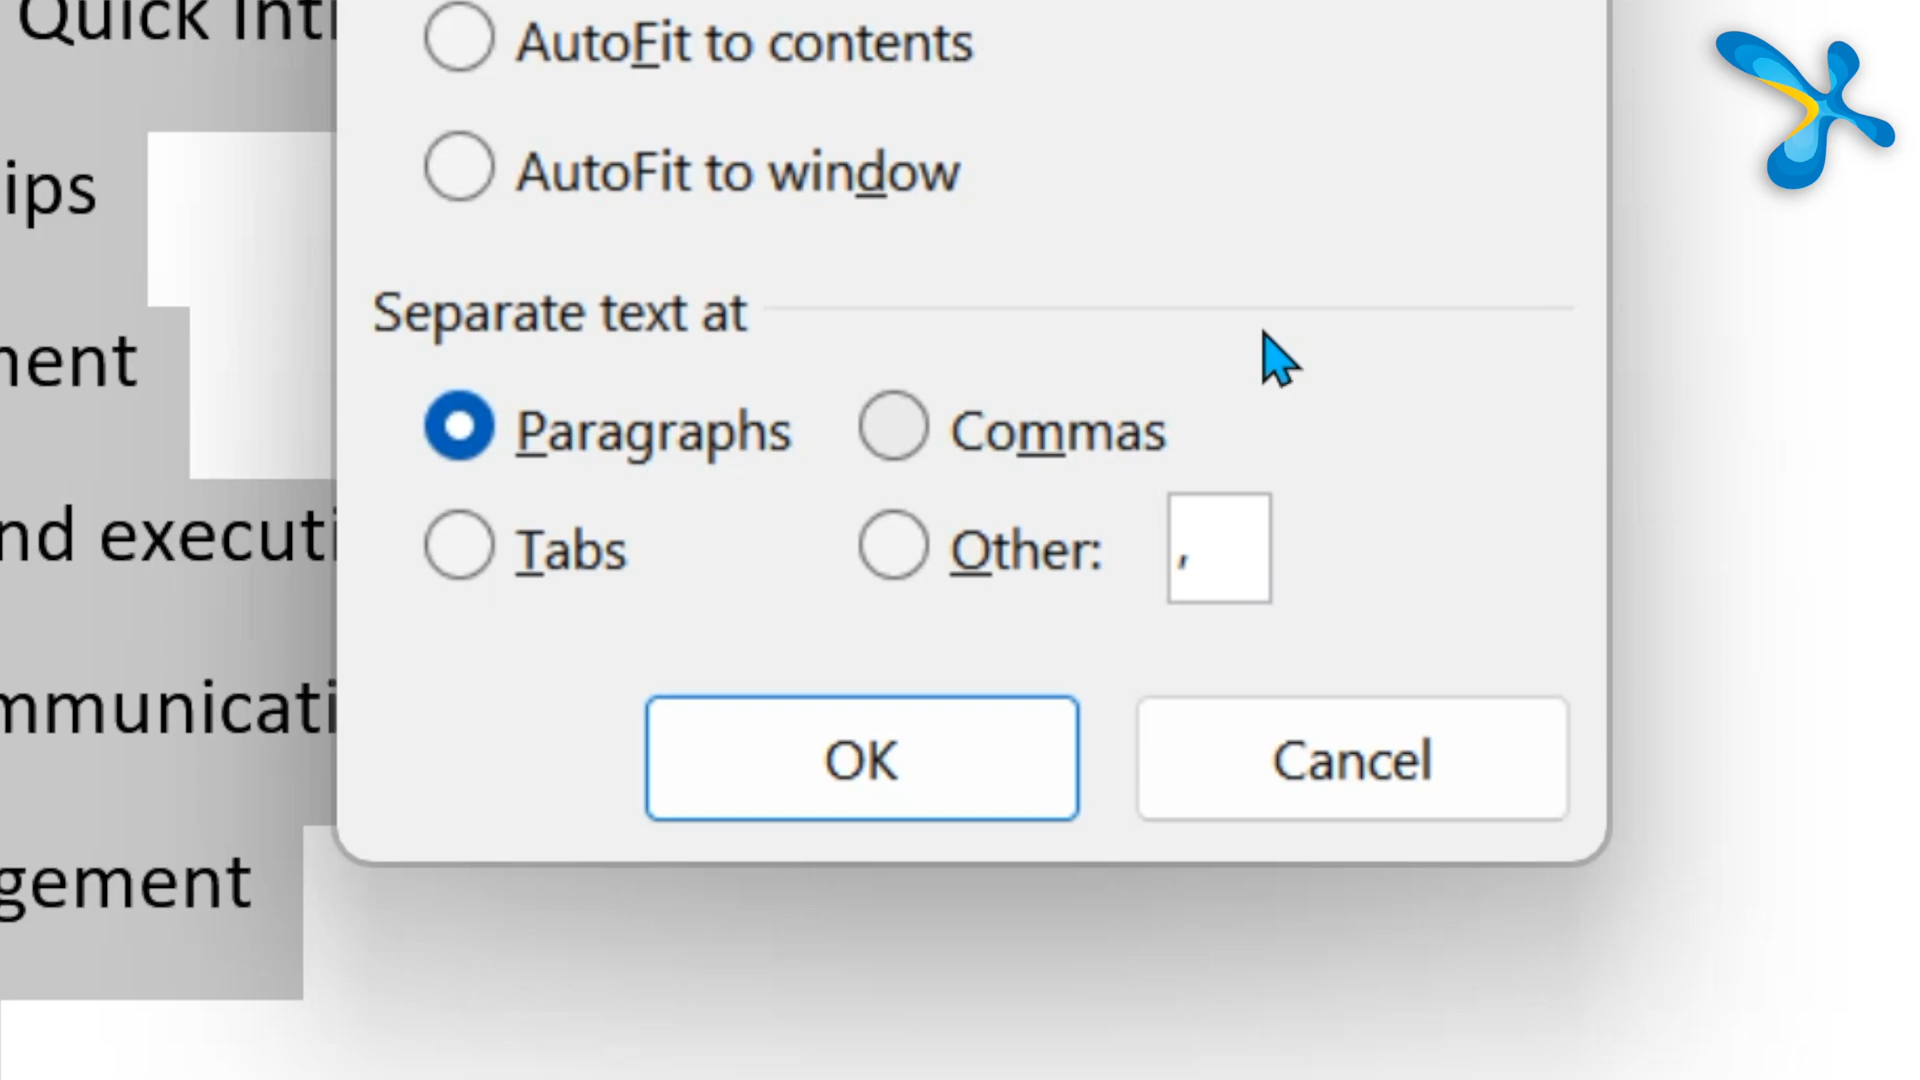 Quick Int
AutoFit to contents
ips
AutoFit to window
Separate text at
ment
Paragraphs
Commas
nd executi
Tabs
Other: ,
mmunicati
OK
Cancel
gement